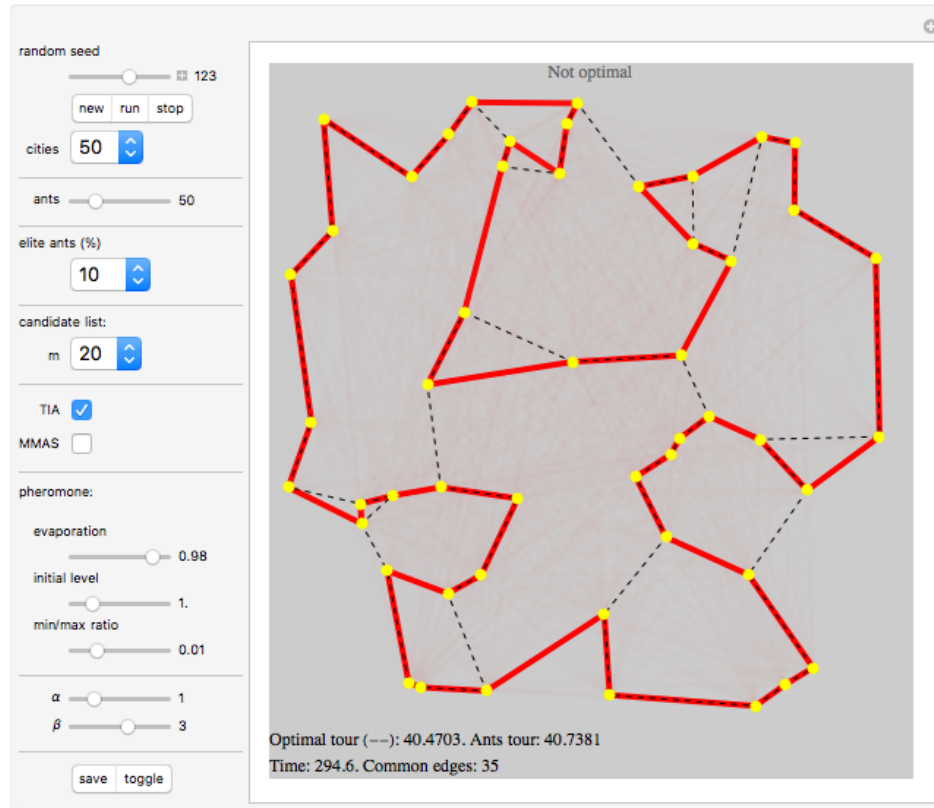 random seed
123
new run stop
cities 50
ants 50
elite ants (%)
10
candidate list:
m 20
TIA
MMAS
pheromone:
evaporation
0.98
initial level
1.
min/max ratio
0.01
α 1
β 3
save toggle
Not optimal
Optimal tour (−−): 40.4703. Ants tour: 40.7381
Time: 294.6. Common edges: 35